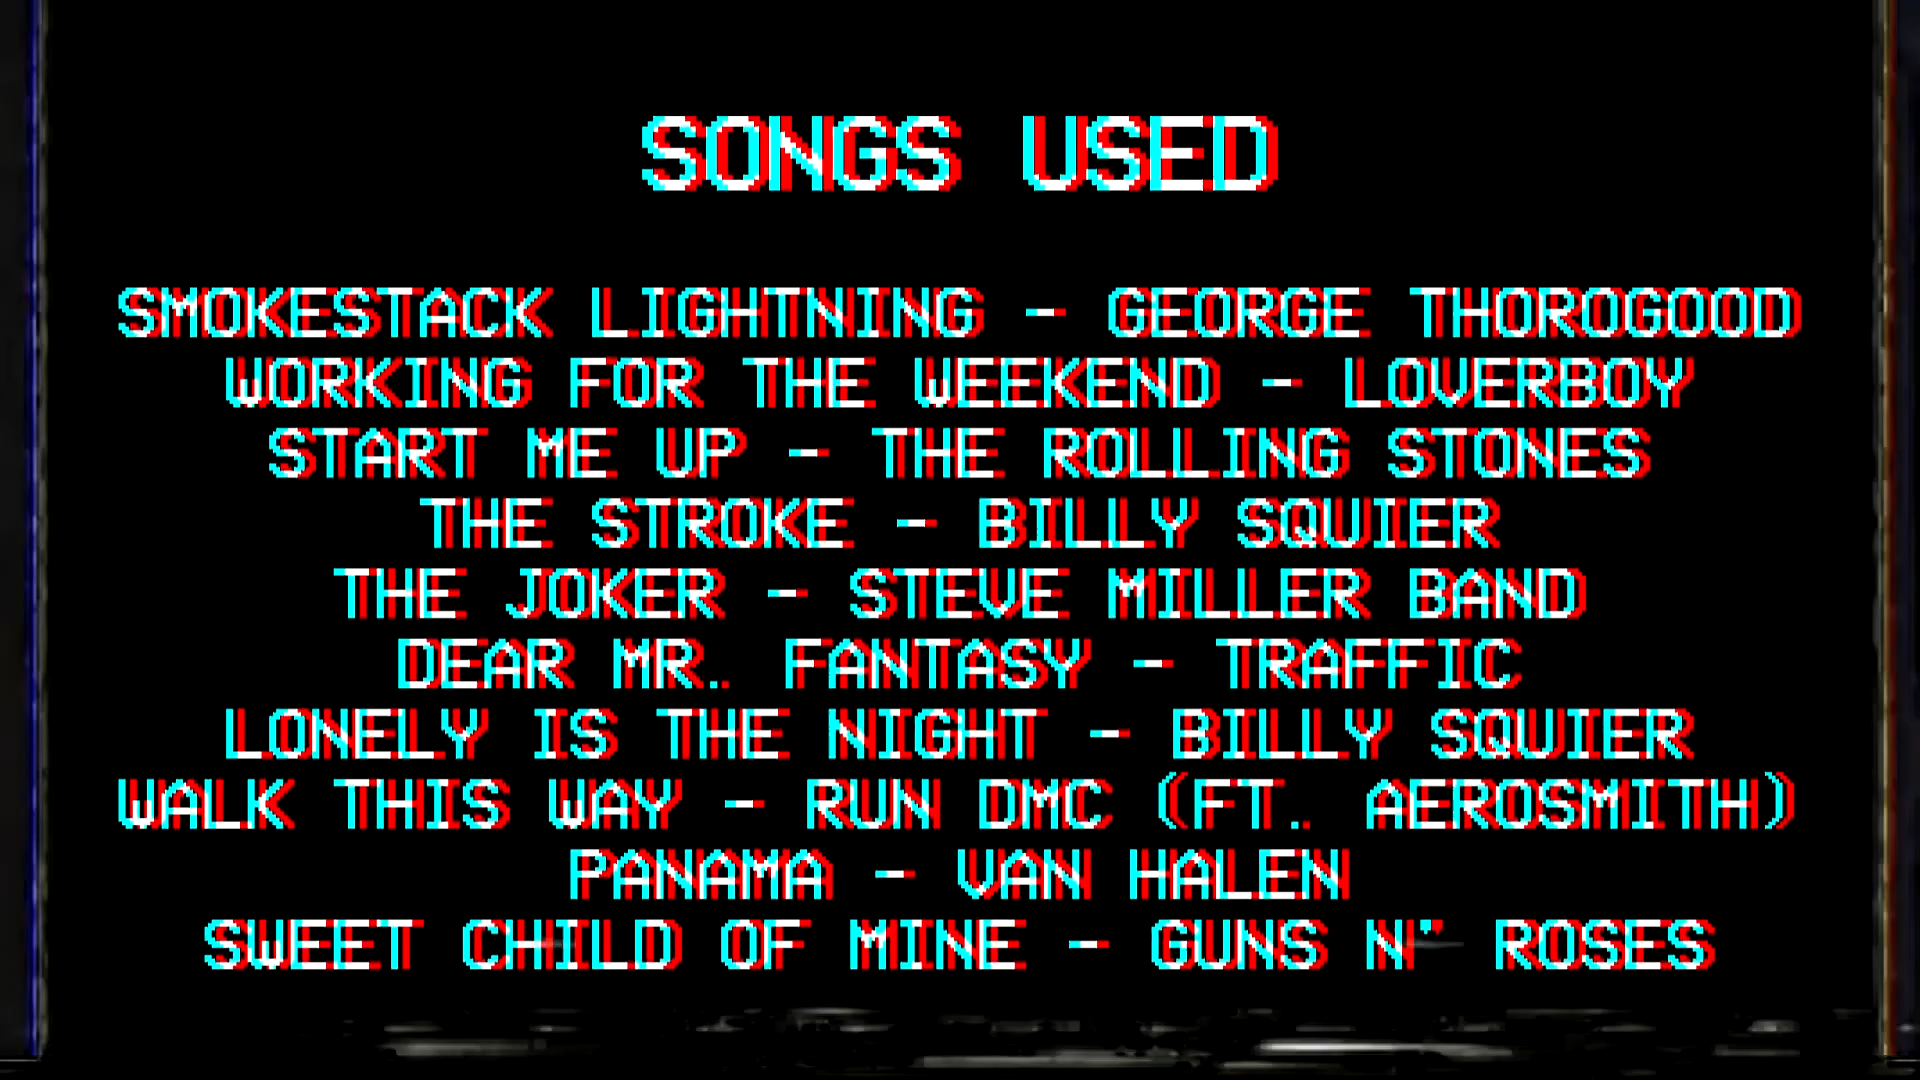 SONGS USED
SMOKESTACK LIGHTNING - GEORGE THOROGOOD
WORKING FOR THE WEEKEND - LOVERBOY
START ME UP - THE ROLLING STONES
THE STROKE - BILLY SQUIER
THE JOKER - STEVE MILLER BAND
DEAR MR. FANTASY - TRAFFIC
LONELY IS THE NIGHT - BILLY SQUIER
WALK THIS WAY - RUN DMC (FT. AEROSMITH)
PANAMA - VAN HALEN
SWEET CHILD OF MINE - GUNS N' ROSES